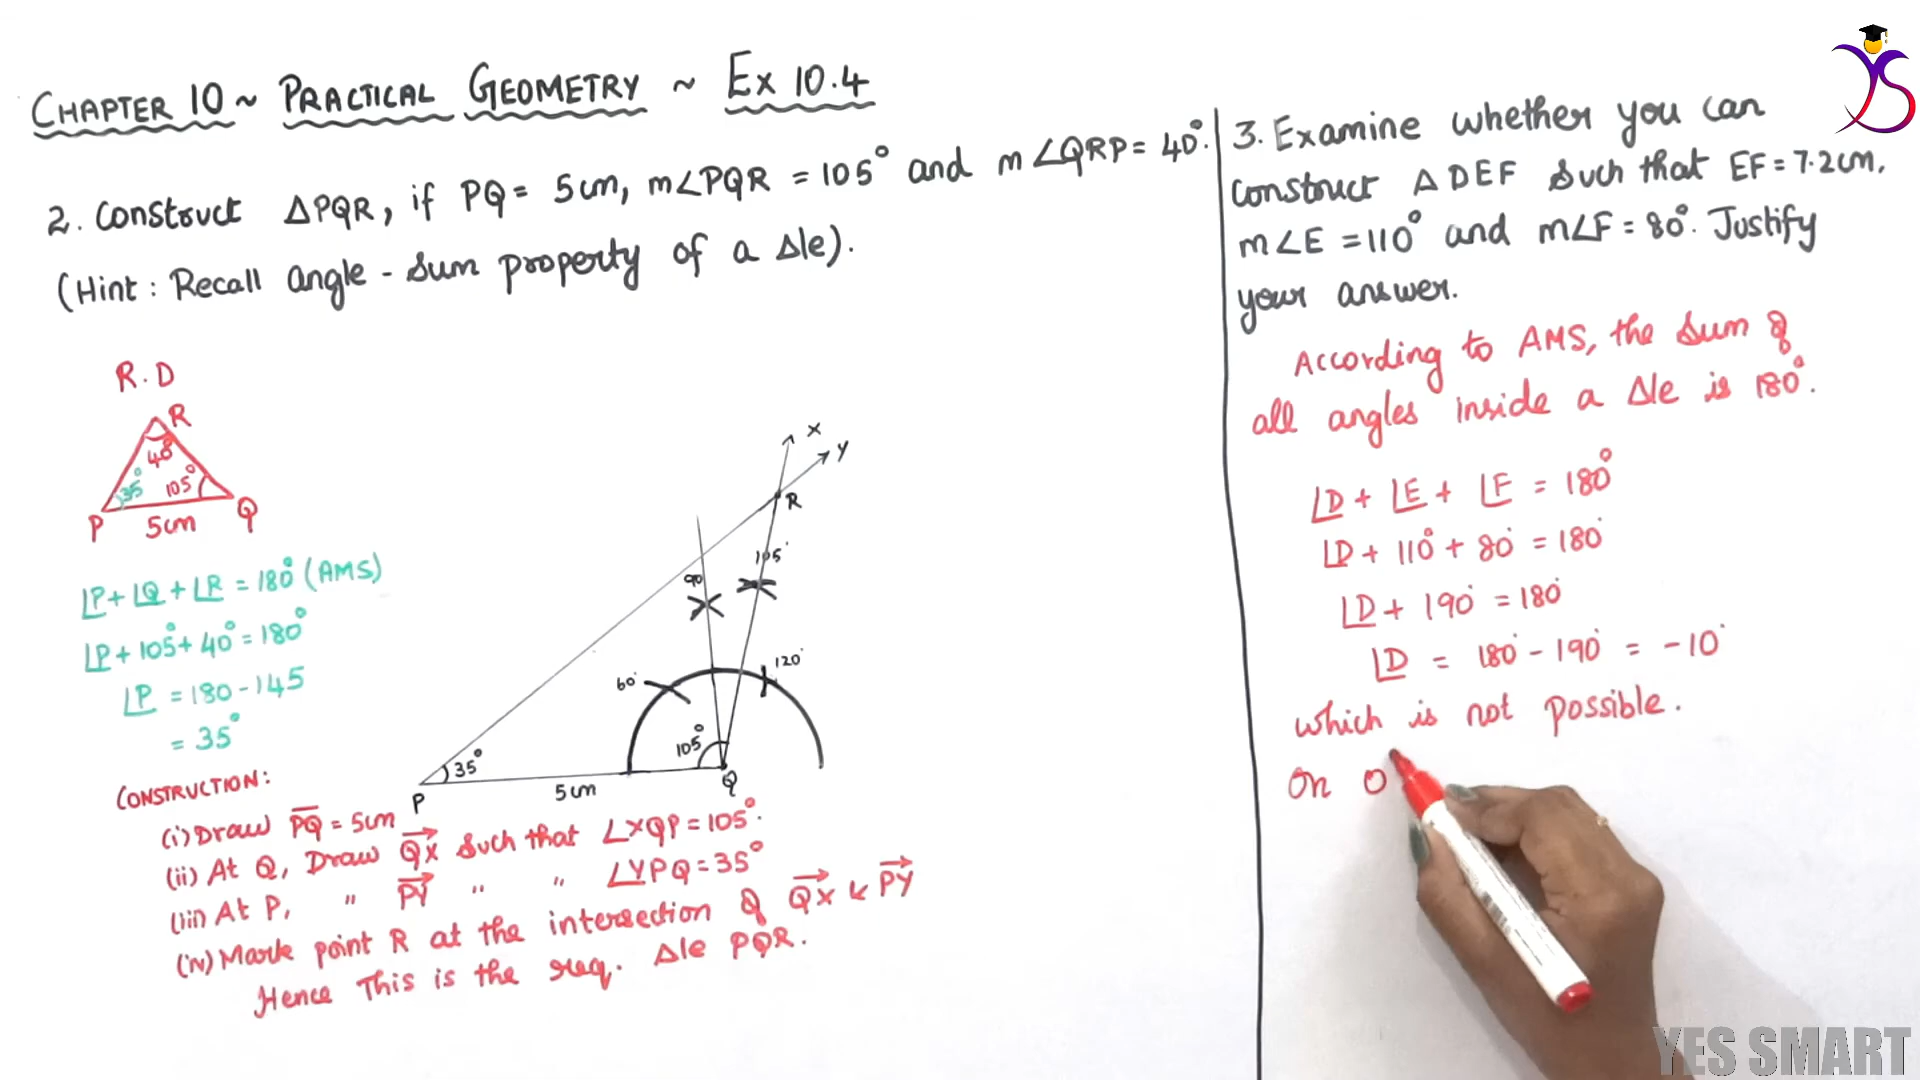 CHAPTER 10 ~ PRACTICAL GEOMETRY ~ EX 10.4
2. Construct ΔPQR, if PQ = 5cm, m∠PQR = 105° and m∠QRP = 40°.
(Hint: Recall angle-sum property of a Δle).
R.D
R
40°
35°
105°
P
5cm
Q
∠P+∠Q+∠R = 180° (AMS)
∠P+105°+40° = 180°
∠P = 180-145
= 35°
X
Y
R
105°
90
120°
60°
105°
35°
P
5cm
Q
CONSTRUCTION:
(i) Draw PQ = 5cm
(ii) At Q, Draw QX such that ∠XQP = 105°.
(iii) At P, " PY " " ∠YPQ = 35°
(iv) Mark point R at the intersection of QX & PY
Hence This is the req. Δle PQR.
3. Examine whether you can
construct ΔDEF such that EF = 7.2cm,
m∠E = 110° and m∠F = 80°. Justify
your answer.
According to AMS, the sum of
all angles inside a Δle is 180°.
∠D + ∠E + ∠F = 180°
∠D + 110° + 80° = 180°
∠D + 190° = 180°
∠D = 180° - 190° = -10°
which is not possible.
On O
YS
YES SMART